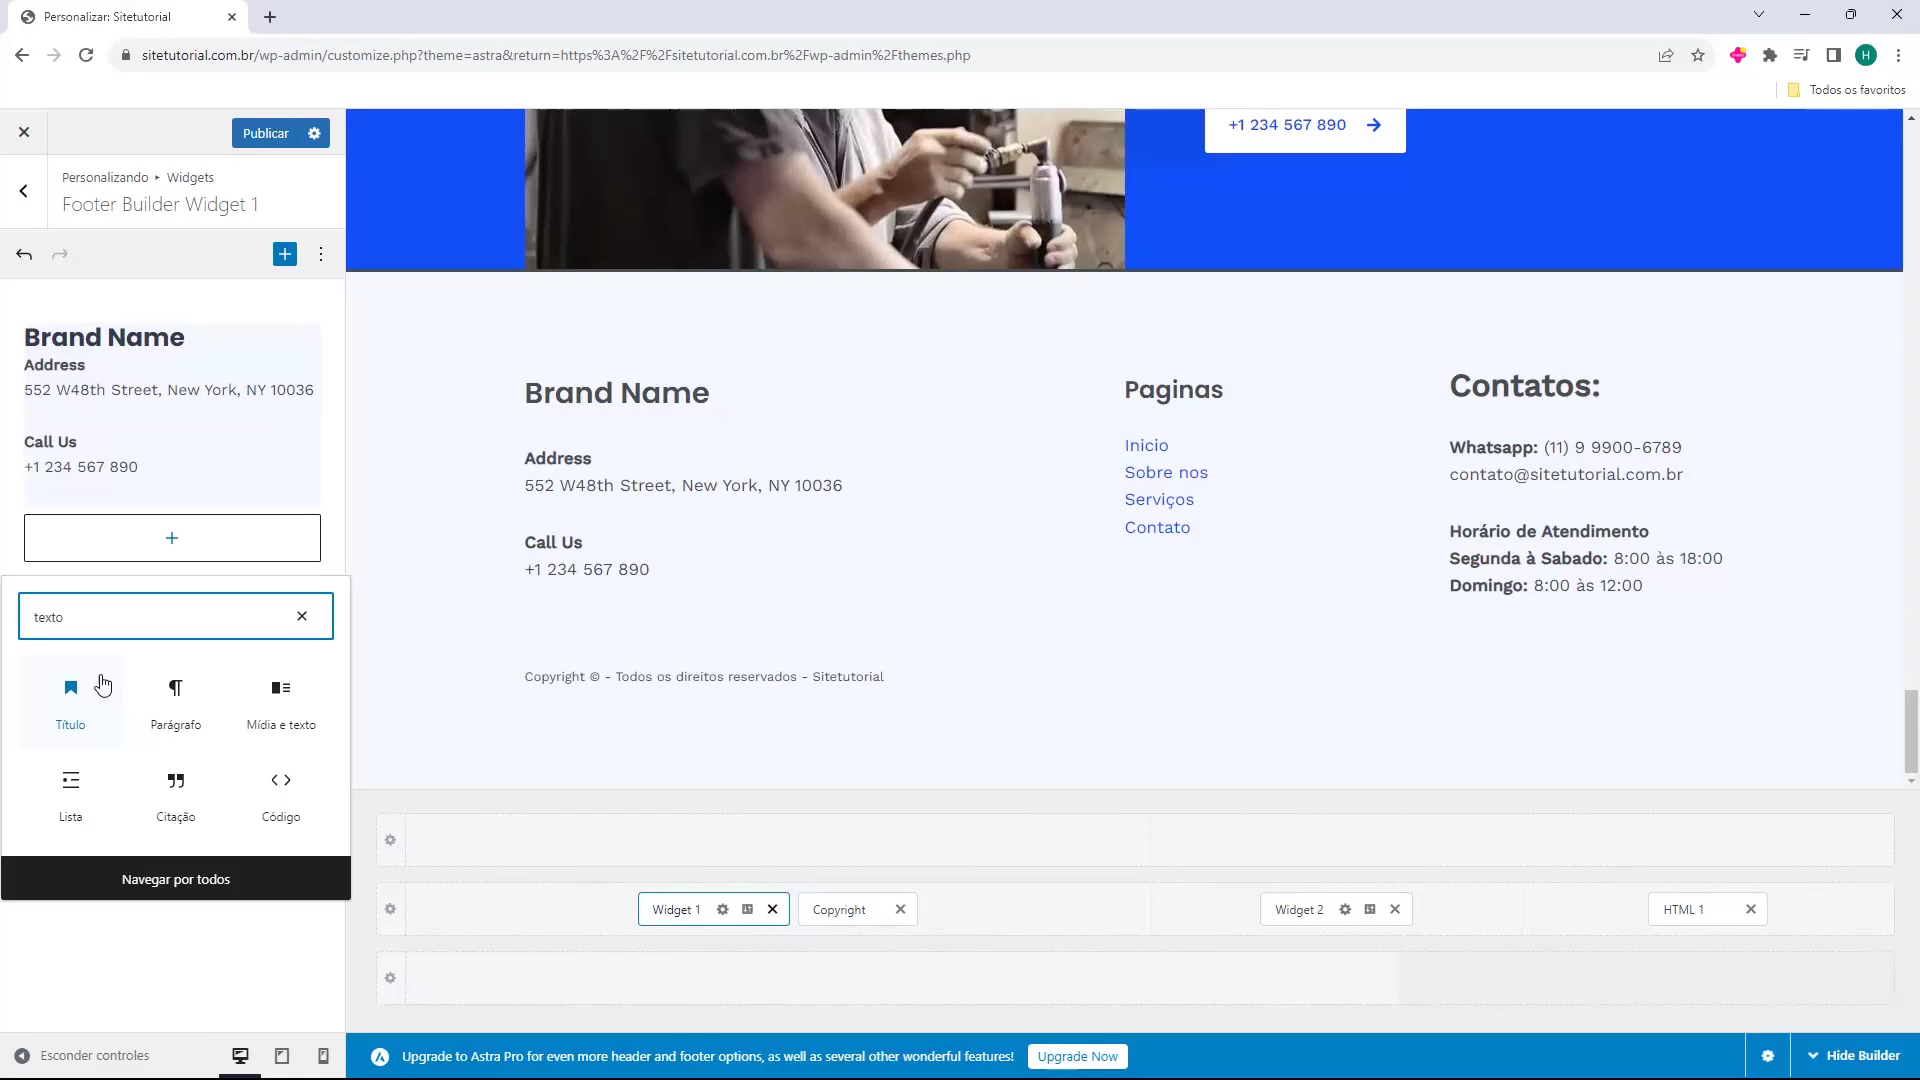 Personalizar: Sitetutorial
sitetutorial.com.br/wp-admin/customize.php?theme=astra&return=https%3A%2F%2Fsitetutorial.com.br%2Fwp-admin%2Fthemes.php
H
Todos os favoritos
Publicar
Personalizando ▸ Widgets
Footer Builder Widget 1
Brand Name
Address
552 W48th Street, New York, NY 10036
Call Us
+1 234 567 890
texto
Título
Parágrafo
Mídia e texto
Lista
Citação
Código
Navegar por todos
Esconder controles
+1 234 567 890
Brand Name
Address
552 W48th Street, New York, NY 10036
Call Us
+1 234 567 890
Paginas
Inicio
Sobre nos
Serviços
Contato
Contatos:
Whatsapp: (11) 9 9900-6789
contato@sitetutorial.com.br
Horário de Atendimento
Segunda à Sabado: 8:00 às 18:00
Domingo: 8:00 às 12:00
Copyright © - Todos os direitos reservados - Sitetutorial
Widget 1
Copyright
Widget 2
HTML 1
Upgrade to Astra Pro for even more header and footer options, as well as several other wonderful features!
Upgrade Now
Hide Builder